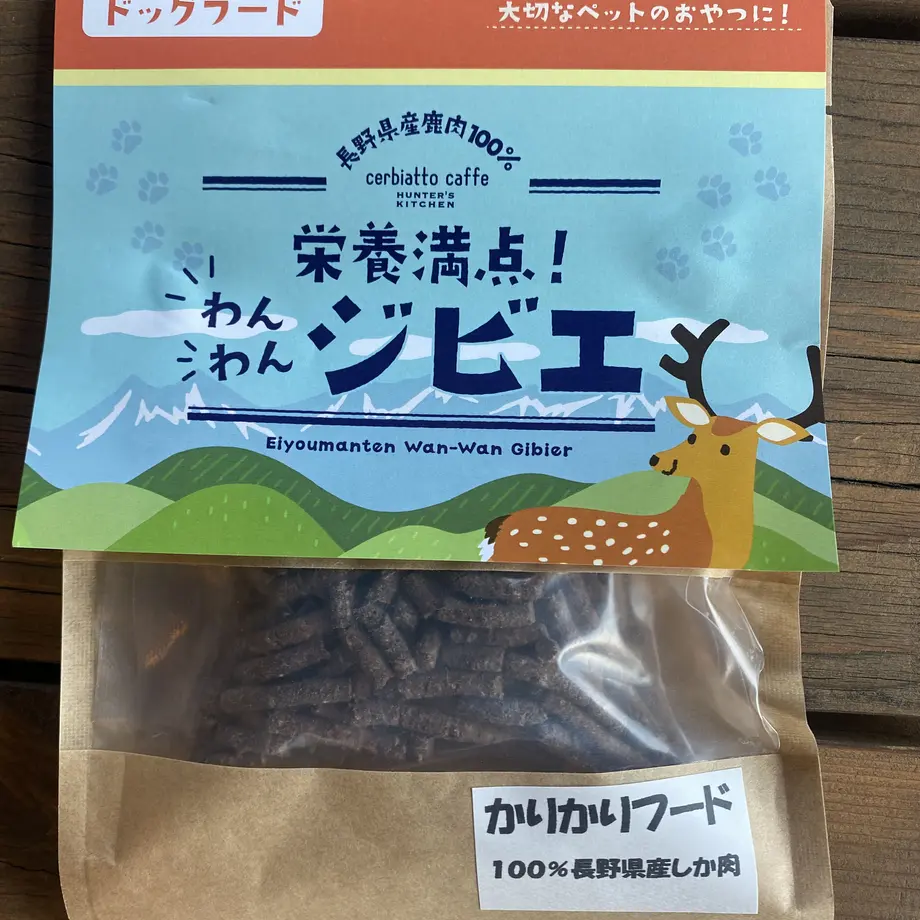 ドックフード
大切なペットのおやつに!
長野県産鹿肉100%
cerbiatto caffe
HUNTER'S
KITCHEN
栄養満点!
わん
わん
ジビエ
Eiyoumanten Wan-Wan Gibier
かりかりフード
100%長野県産しか肉